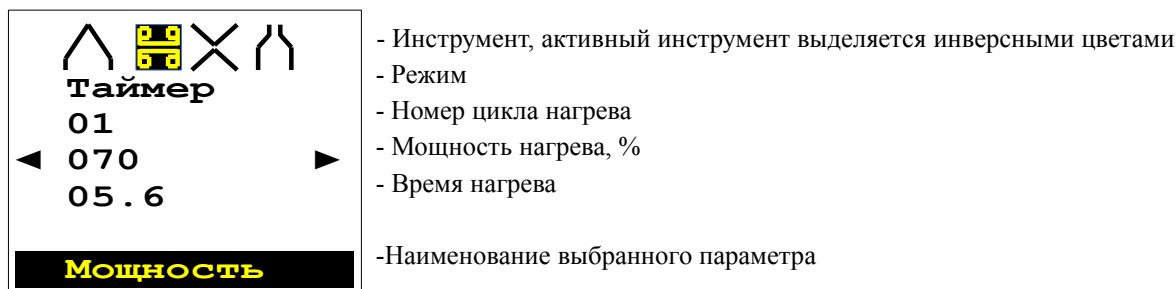 - Инструмент, активный инструмент выделяется инверсными цветами
Таймер
- Режим
01
- Номер цикла нагрева
◄ 070 ►
- Мощность нагрева, %
05.6
- Время нагрева
Мощность
-Наименование выбранного параметра